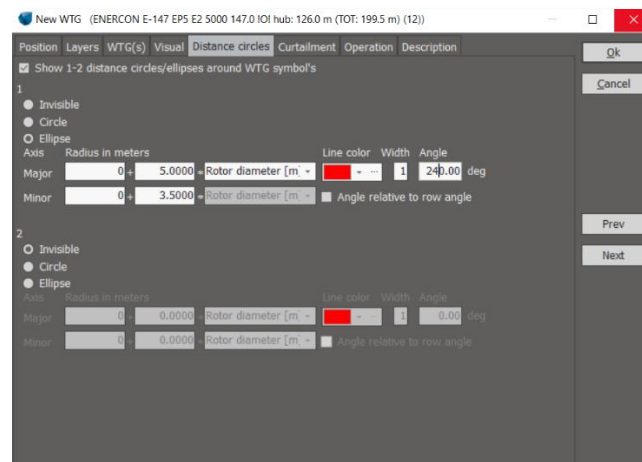 New WTG (ENERCON E-147 EP5 E2 5000 147.0 !O! hub: 126.0 m (TOT: 199.5 m) (12))
Position Layers WTG(s) Visual Distance circles Curtailment Operation Description
Ok
Show 1-2 distance circles/ellipses around WTG symbol's
Cancel
1
Invisible
Circle
Ellipse
Axis Radius in meters Line color Width Angle
Major 0 + 5.0000 * Rotor diameter [m] 1 240.00 deg
Minor 0 + 3.5000 * Rotor diameter [m] Angle relative to row angle
Prev
2
Invisible
Next
Circle
Ellipse
Axis Radius in meters Line color Width Angle
Major 0 + 0.0000 * Rotor diameter [m] 1 0.00 deg
Minor 0 + 0.0000 * Rotor diameter [m] Angle relative to row angle